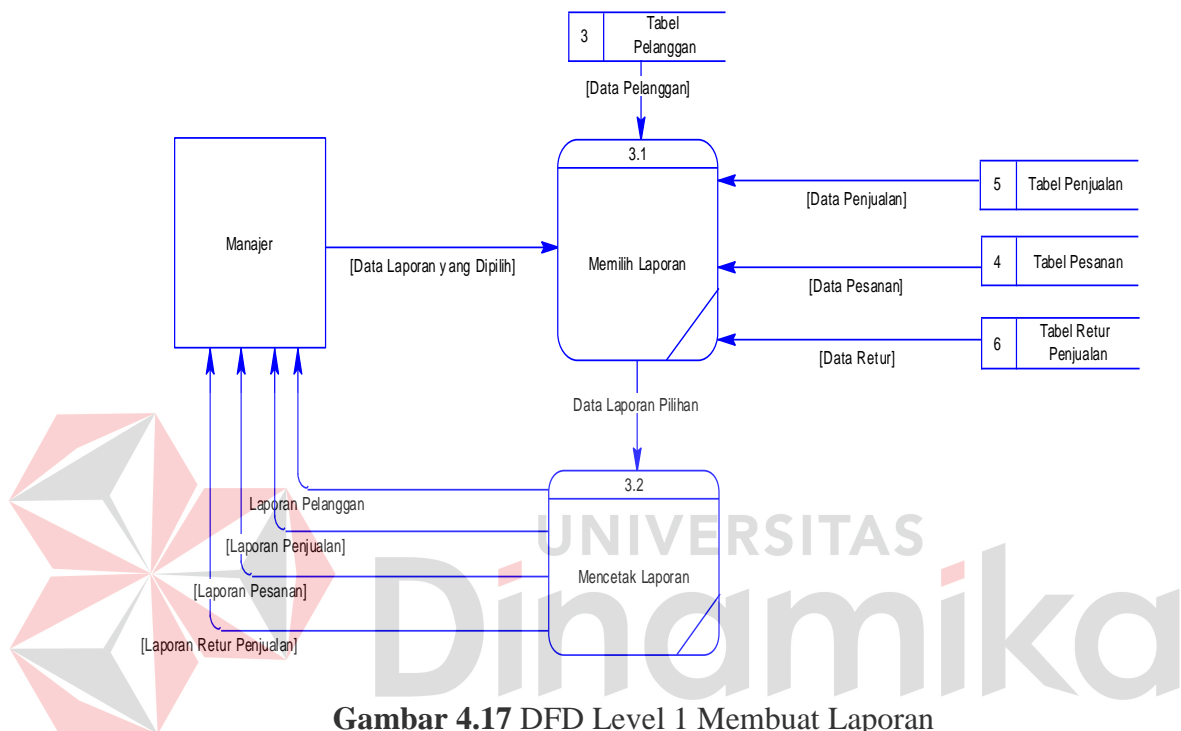 3
Tabel
Pelanggan
[Data Pelanggan]
3.1
Memilih Laporan
Manajer
[Data Laporan yang Dipilih]
5
Tabel Penjualan
[Data Penjualan]
4
Tabel Pesanan
[Data Pesanan]
6
Tabel Retur
Penjualan
[Data Retur]
Data Laporan Pilihan
3.2
Mencetak Laporan
Laporan Pelanggan
[Laporan Penjualan]
[Laporan Pesanan]
[Laporan Retur Penjualan]
UNIVERSITAS
Dinamika
Gambar 4.17 DFD Level 1 Membuat Laporan